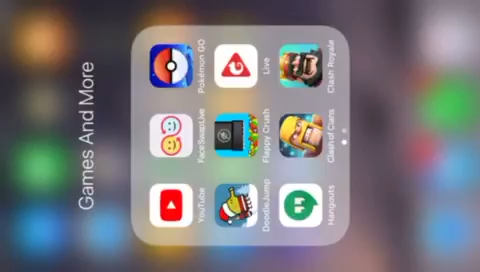 Games And More
YouTube
FaceSwapLive
Pokémon GO
DoodleJump
Flappy Crush
Live
Hangouts
Clash of Clans
Clash Royale